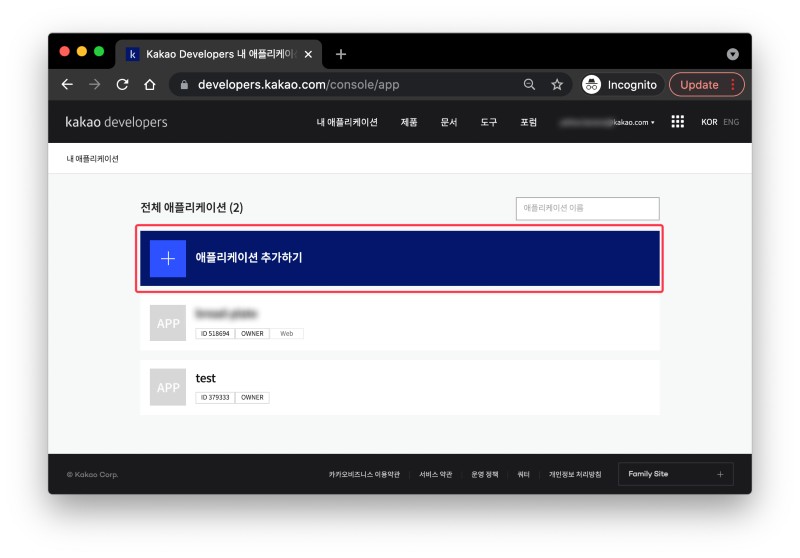 k Kakao Developers 내 애플리케이
developers.kakao.com/console/app
Incognito
Update
kakao developers
내 애플리케이션 제품 문서 도구 포럼 kakao.com KOR ENG
내 애플리케이션
전체 애플리케이션 (2)
애플리케이션 이름
애플리케이션 추가하기
APP
ID 518694 OWNER Web
APP
test
ID 379333 OWNER
© Kakao Corp.
카카오비즈니스 이용약관 서비스 약관 운영 정책 쿼터 개인정보 처리방침 Family Site